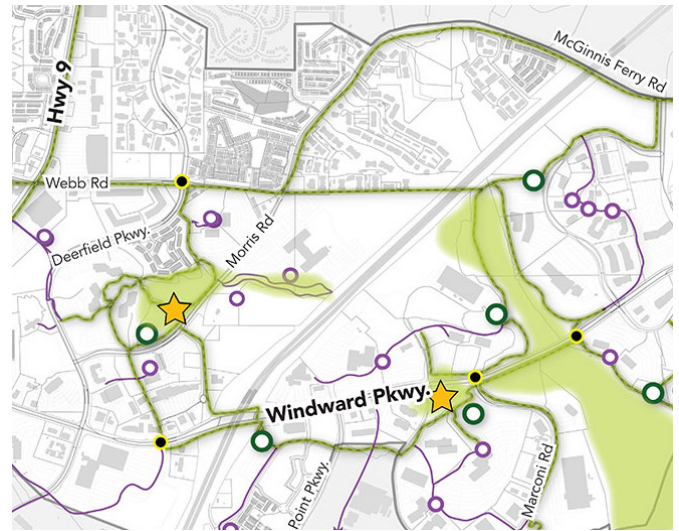 McGinnis Ferry Rd
Hwy 9
Webb Rd
Deerfield Pkwy.
Morris Rd
Windward Pkwy.
Point Pkwy.
Marconi Rd